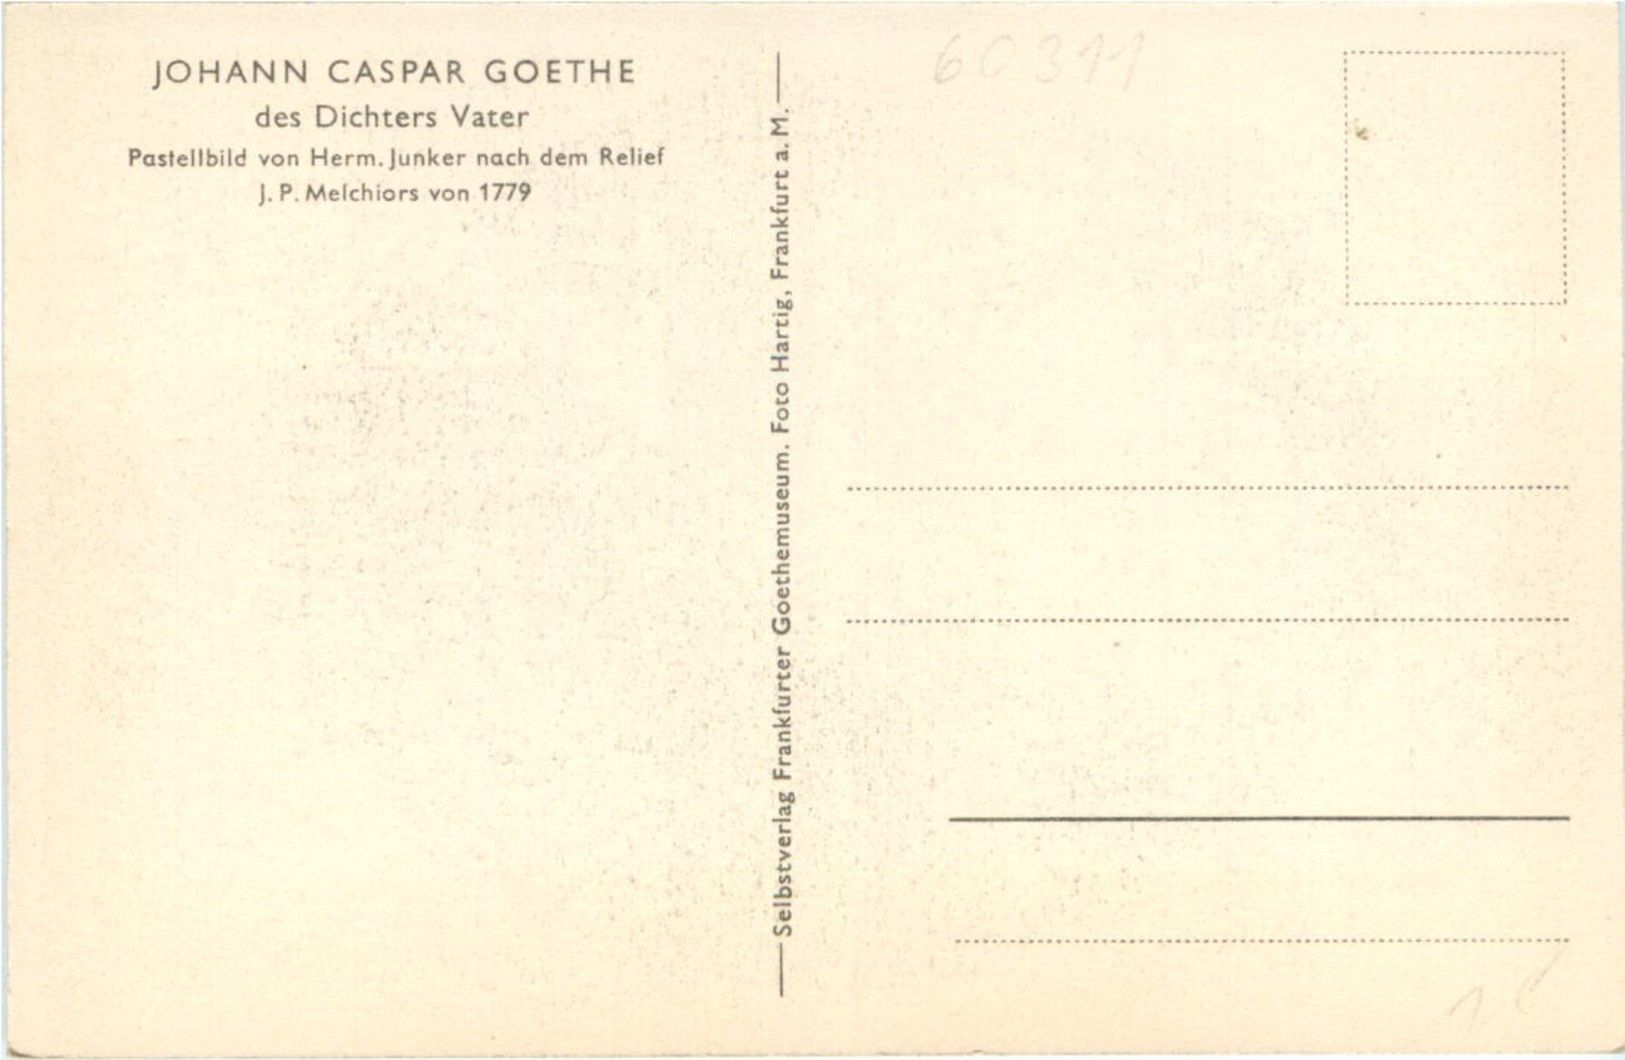 JOHANN CASPAR GOETHE
des Dichters Vater
Pastellbild von Herm. Junker nach dem Relief
J. P. Melchiors von 1779
Selbstverlag Frankfurter Goethemuseum. Foto Hartig, Frankfurt a. M.
60311